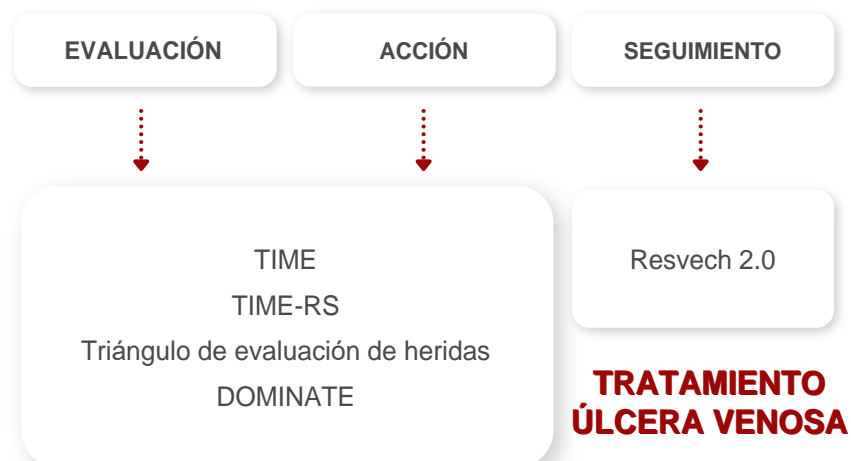 EVALUACIÓN
ACCIÓN
SEGUIMIENTO
TIME
TIME-RS
Triángulo de evaluación de heridas
DOMINATE
Resvech 2.0
TRATAMIENTO
ÚLCERA VENOSA